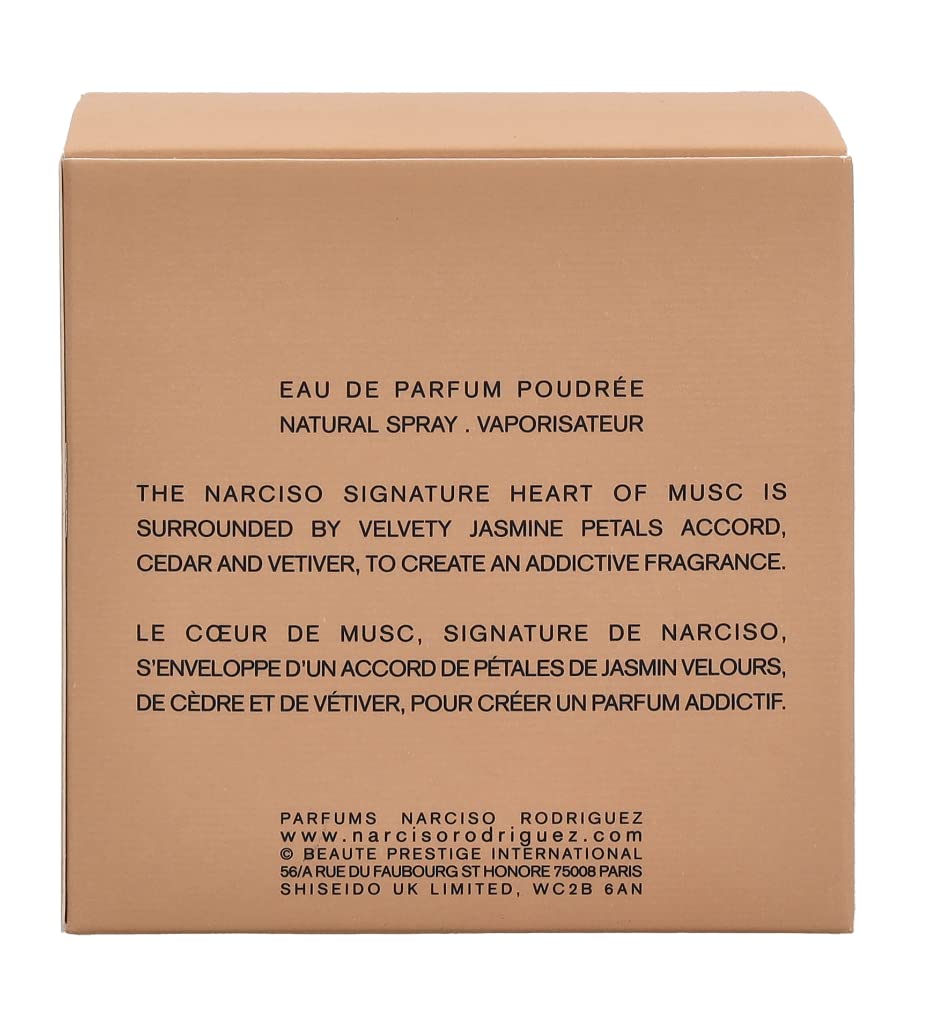 EAU DE PARFUM POUDRÉE
NATURAL SPRAY . VAPORISATEUR
THE NARCISO SIGNATURE HEART OF MUSC IS
SURROUNDED BY VELVETY JASMINE PETALS ACCORD,
CEDAR AND VETIVER, TO CREATE AN ADDICTIVE FRAGRANCE.
LE CŒUR DE MUSC, SIGNATURE DE NARCISO,
S'ENVELOPPE D'UN ACCORD DE PÉTALES DE JASMIN VELOURS,
DE CÈDRE ET DE VÉTIVER, POUR CRÉER UN PARFUM ADDICTIF.
PARFUMS NARCISO RODRIGUEZ
www.narcisorodriguez.com
© BEAUTE PRESTIGE INTERNATIONAL
56/A RUE DU FAUBOURG ST HONORE 75008 PARIS
SHISEIDO UK LIMITED, WC2B 6AN